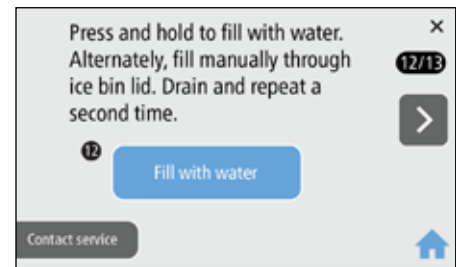 Press and hold to fill with water.
Alternately, fill manually through
ice bin lid. Drain and repeat a
second time.
×
12/13
>
12
Fill with water
Contact service